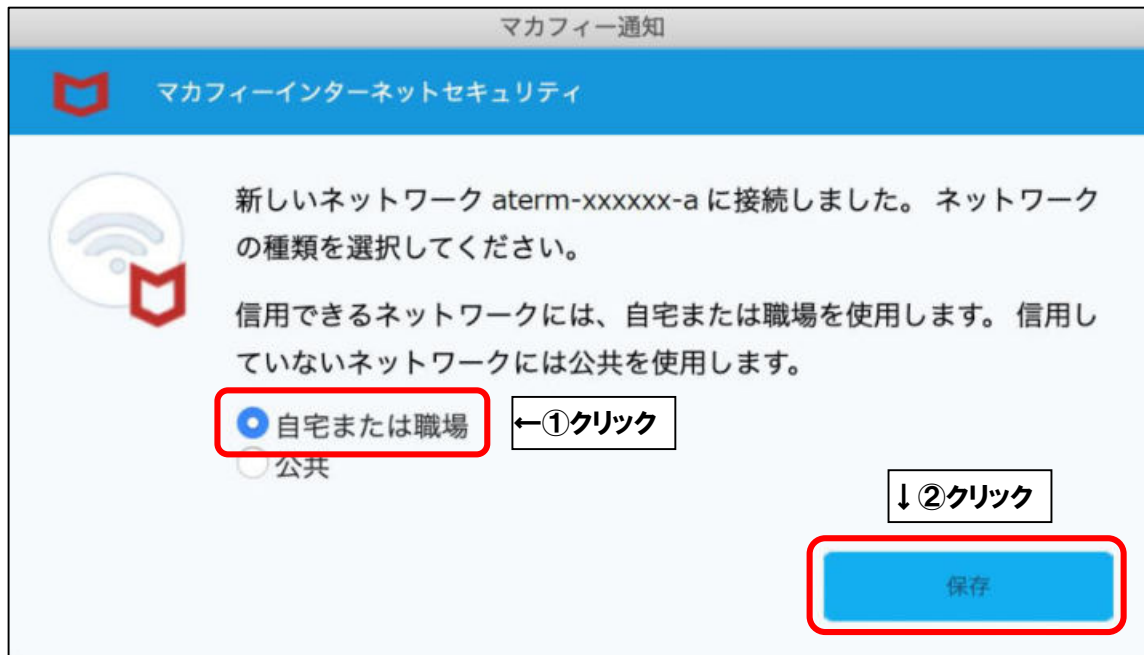 マカフィー通知
マカフィーインターネットセキュリティ
新しいネットワーク aterm-xxxxxx-a に接続しました。 ネットワーク
の種類を選択してください。
信用できるネットワークには、自宅または職場を使用します。 信用し
ていないネットワークには公共を使用します。
自宅または職場
←①クリック
公共
↓②クリック
保存